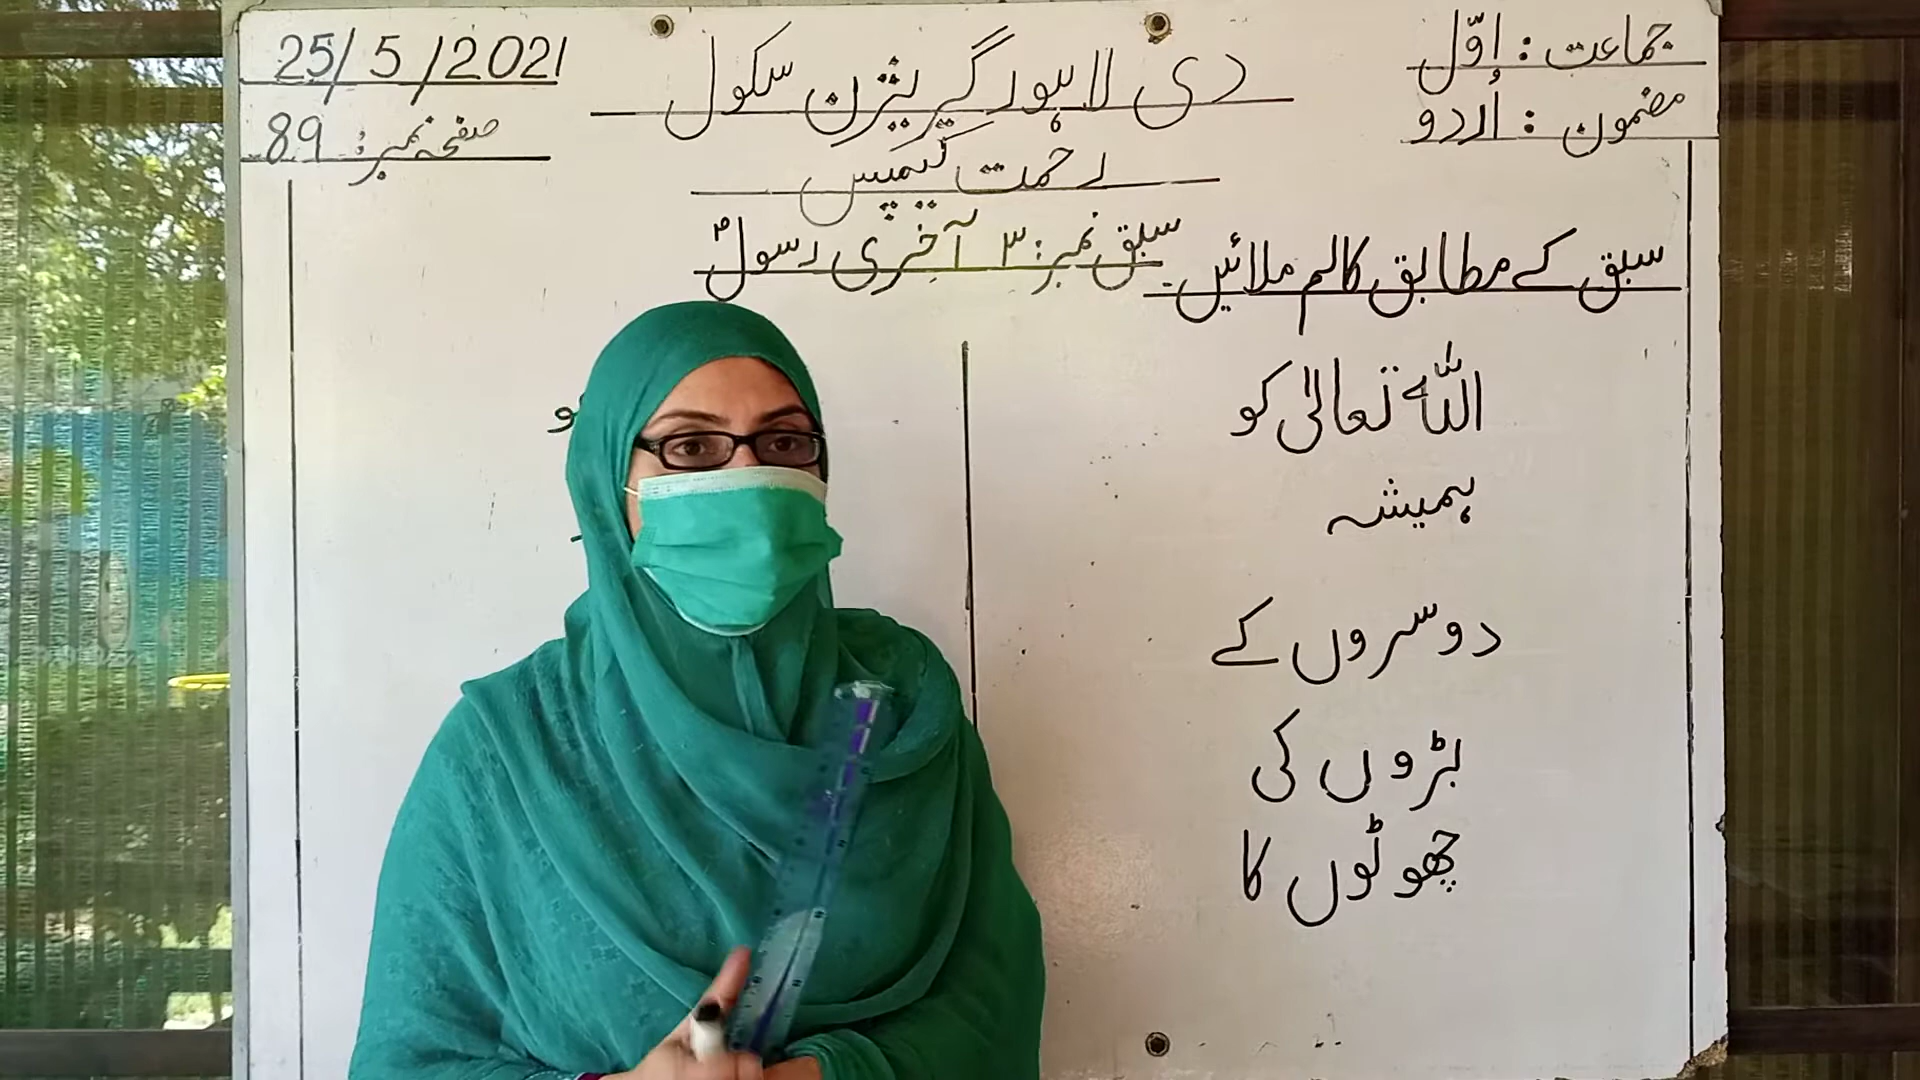 جماعت : اوّل
دی لاہور گیریژن سکول
25/5/2021
مضمون : اُردو
صفحہ نمبر: 89
رحمت کیمپس
سبق نمبر: ۳ آخری رسولؐ
سبق کے مطابق کالم ملائیں۔
اللہ تعالیٰ کو
ہمیشہ
دوسروں کے
بڑوں کی
چھوٹوں کا